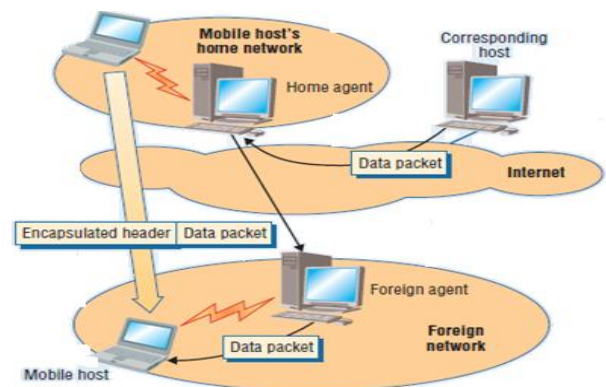 Mobile host's
home network
Corresponding
host
Home agent
Data packet
Internet
Encapsulated header
Data packet
Foreign agent
Data packet
Foreign
network
Mobile host